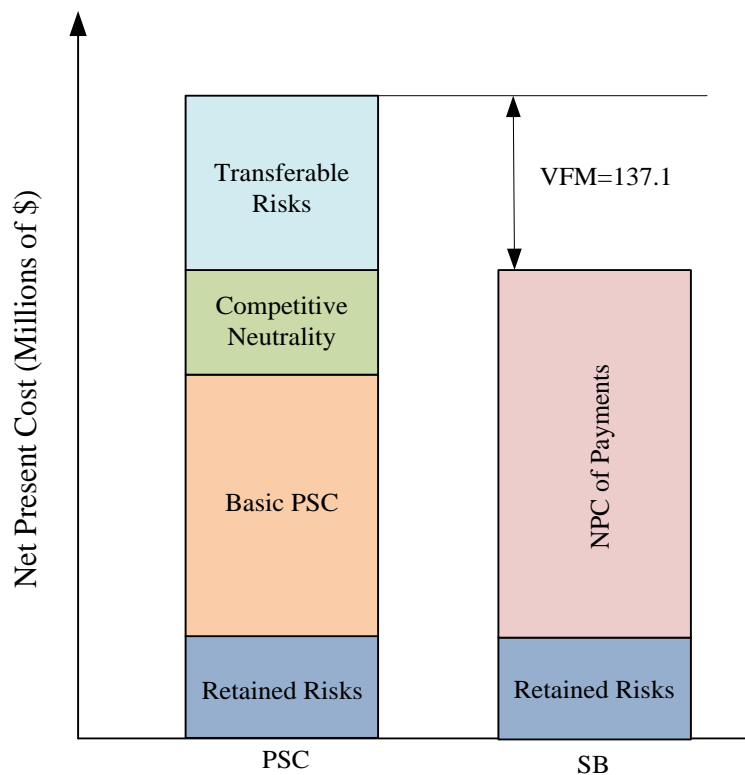 Net Present Cost (Millions of $)
Transferable
Risks
Competitive
Neutrality
Basic PSC
Retained Risks
PSC
VFM=137.1
NPC of Payments
Retained Risks
SB